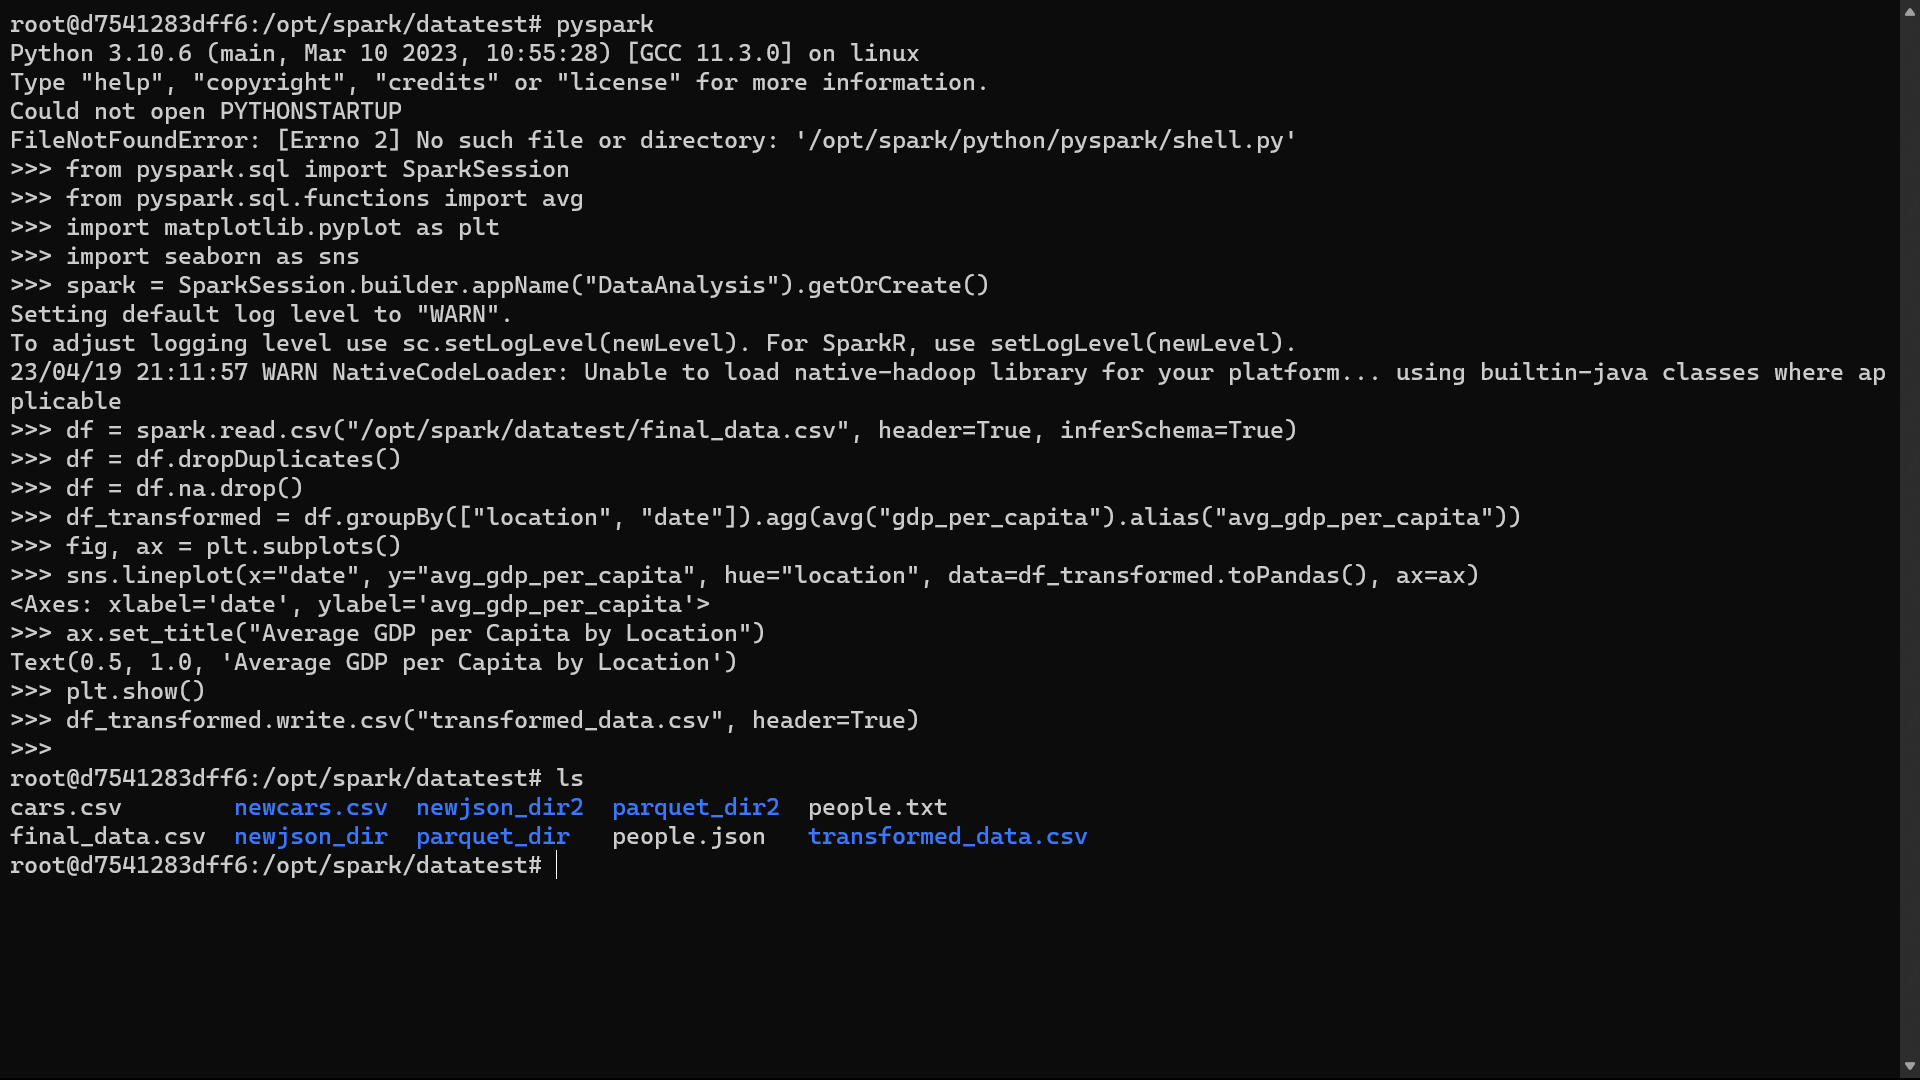 root@d7541283dff6:/opt/spark/datatest# pyspark
Python 3.10.6 (main, Mar 10 2023, 10:55:28) [GCC 11.3.0] on linux
Type "help", "copyright", "credits" or "license" for more information.
Could not open PYTHONSTARTUP
FileNotFoundError: [Errno 2] No such file or directory: '/opt/spark/python/pyspark/shell.py'
>>> from pyspark.sql import SparkSession
>>> from pyspark.sql.functions import avg
>>> import matplotlib.pyplot as plt
>>> import seaborn as sns
>>> spark = SparkSession.builder.appName("DataAnalysis").getOrCreate()
Setting default log level to "WARN".
To adjust logging level use sc.setLogLevel(newLevel). For SparkR, use setLogLevel(newLevel).
23/04/19 21:11:57 WARN NativeCodeLoader: Unable to load native-hadoop library for your platform... using builtin-java classes where ap
plicable
>>> df = spark.read.csv("/opt/spark/datatest/final_data.csv", header=True, inferSchema=True)
>>> df = df.dropDuplicates()
>>> df = df.na.drop()
>>> df_transformed = df.groupBy(["location", "date"]).agg(avg("gdp_per_capita").alias("avg_gdp_per_capita"))
>>> fig, ax = plt.subplots()
>>> sns.lineplot(x="date", y="avg_gdp_per_capita", hue="location", data=df_transformed.toPandas(), ax=ax)
<Axes: xlabel='date', ylabel='avg_gdp_per_capita'>
>>> ax.set_title("Average GDP per Capita by Location")
Text(0.5, 1.0, 'Average GDP per Capita by Location')
>>> plt.show()
>>> df_transformed.write.csv("transformed_data.csv", header=True)
>>>
root@d7541283dff6:/opt/spark/datatest# ls
cars.csv        newcars.csv  newjson_dir2  parquet_dir2  people.txt
final_data.csv  newjson_dir  parquet_dir   people.json   transformed_data.csv
root@d7541283dff6:/opt/spark/datatest#